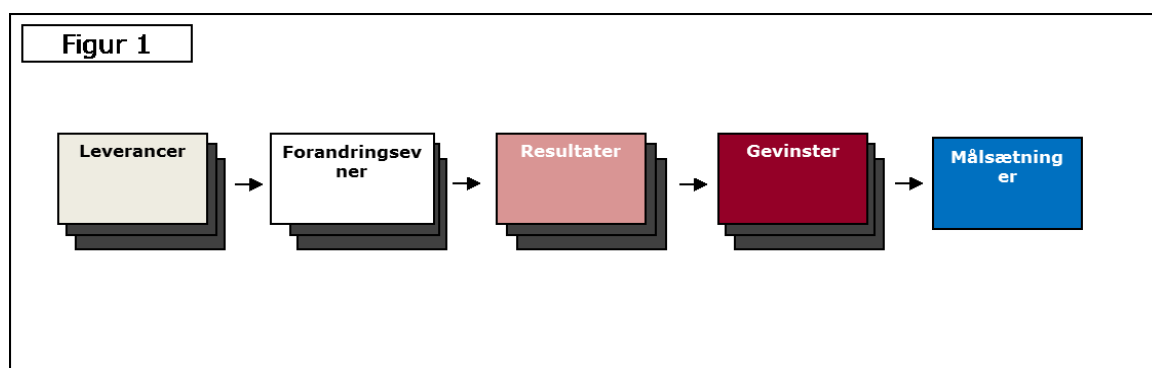 Figur 1
Leverancer
Forandringsev
ner
Resultater
Gevinster
Målsætning
er